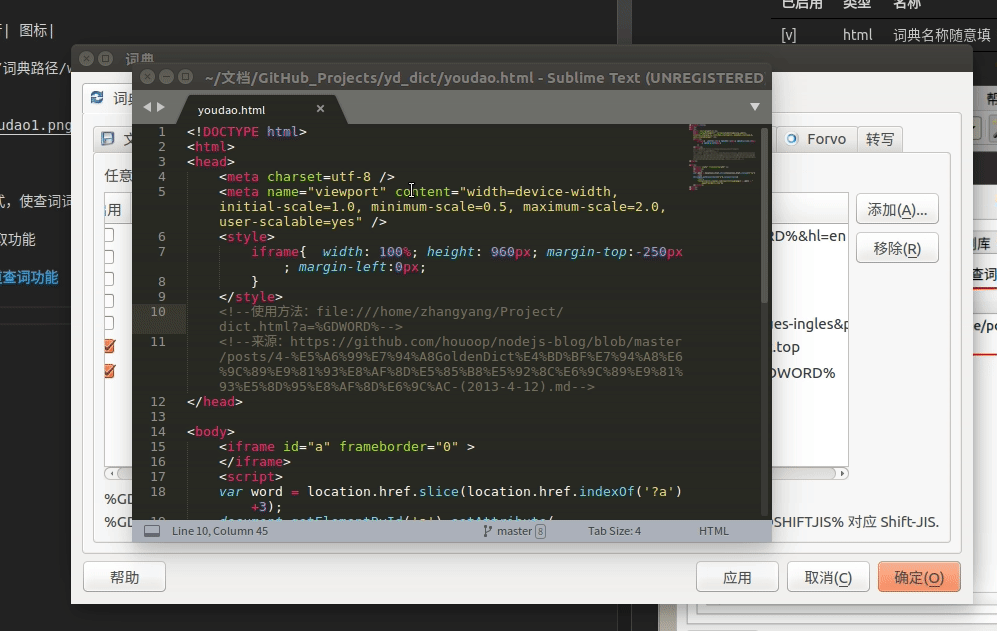 已启用 类型 名称
[v] html 词典名称随意填
| 图标|
词典路径/
udao1.png
式，使查词词
取功能
道查词功能
词典
~/文档/GitHub_Projects/yd_dict/youdao.html - Sublime Text (UNREGISTERED
youdao.html
1 <!DOCTYPE html>
2 <html>
3 <head>
4 <meta charset=utf-8 />
5 <meta name="viewport" content="width=device-width,
initial-scale=1.0, minimum-scale=0.5, maximum-scale=2.0,
user-scalable=yes" />
6 <style>
7 iframe{ width: 100%; height: 960px; margin-top:-250px
; margin-left:0px;
8 }
9 </style>
10 <!--使用方法: file:///home/zhangyang/Project/
dict.html?a=%GDWORD%-->
11 <!--来源: https://github.com/houoop/nodejs-blog/blob/master
/posts/4-%E5%A6%99%E7%94%A8GoldenDict%E4%BD%BF%E7%94%A8%E6
%9C%89%E9%81%93%E8%AF%8D%E5%85%B8%E5%92%8C%E6%9C%89%E9%81%
93%E5%8D%95%E8%AF%8D%E6%9C%AC-(2013-4-12).md-->
12 </head>
13
14 <body>
15 <iframe id="a" frameborder="0" >
16 </iframe>
17 <script>
18 var word = location.href.slice(location.href.indexOf('?a')
+3);
Line 10, Column 45 master 8 Tab Size: 4 HTML
Forvo 转写
任意
用
添加(A)...
移除(R)
RD%&hl=en
es-ingles&p
.top
DWORD%
%GD
%GD
SHIFTJIS% 对应 Shift-JIS.
帮助 应用 取消(C) 确定(O)
查词
e/po